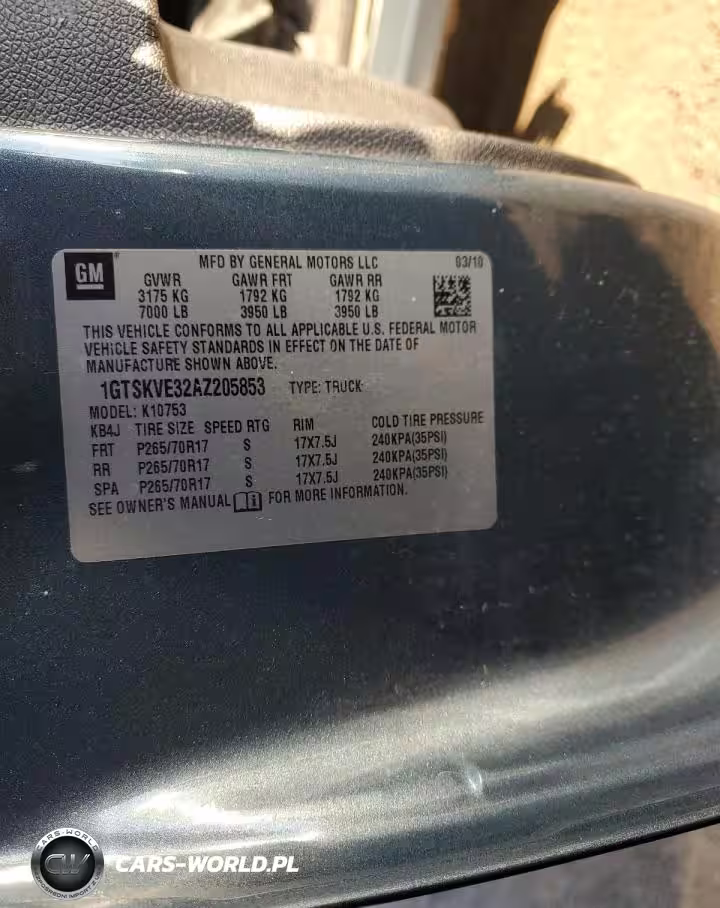 GM
MFD BY GENERAL MOTORS LLC 03/10
GVWR GAWR FRT GAWR RR
3175 KG 1792 KG 1792 KG
7000 LB 3950 LB 3950 LB
THIS VEHICLE CONFORMS TO ALL APPLICABLE U.S. FEDERAL MOTOR
VEHICLE SAFETY STANDARDS IN EFFECT ON THE DATE OF
MANUFACTURE SHOWN ABOVE.
1GTSKVE32AZ205853 TYPE: TRUCK
MODEL: K10753
KB4J TIRE SIZE SPEED RTG RIM COLD TIRE PRESSURE
FRT P265/70R17 S 17X7.5J 240KPA(35PSI)
RR P265/70R17 S 17X7.5J 240KPA(35PSI)
SPA P265/70R17 S 17X7.5J 240KPA(35PSI)
SEE OWNER'S MANUAL FOR MORE INFORMATION.
CARS-WORLD
CW
CARS-WORLD.PL